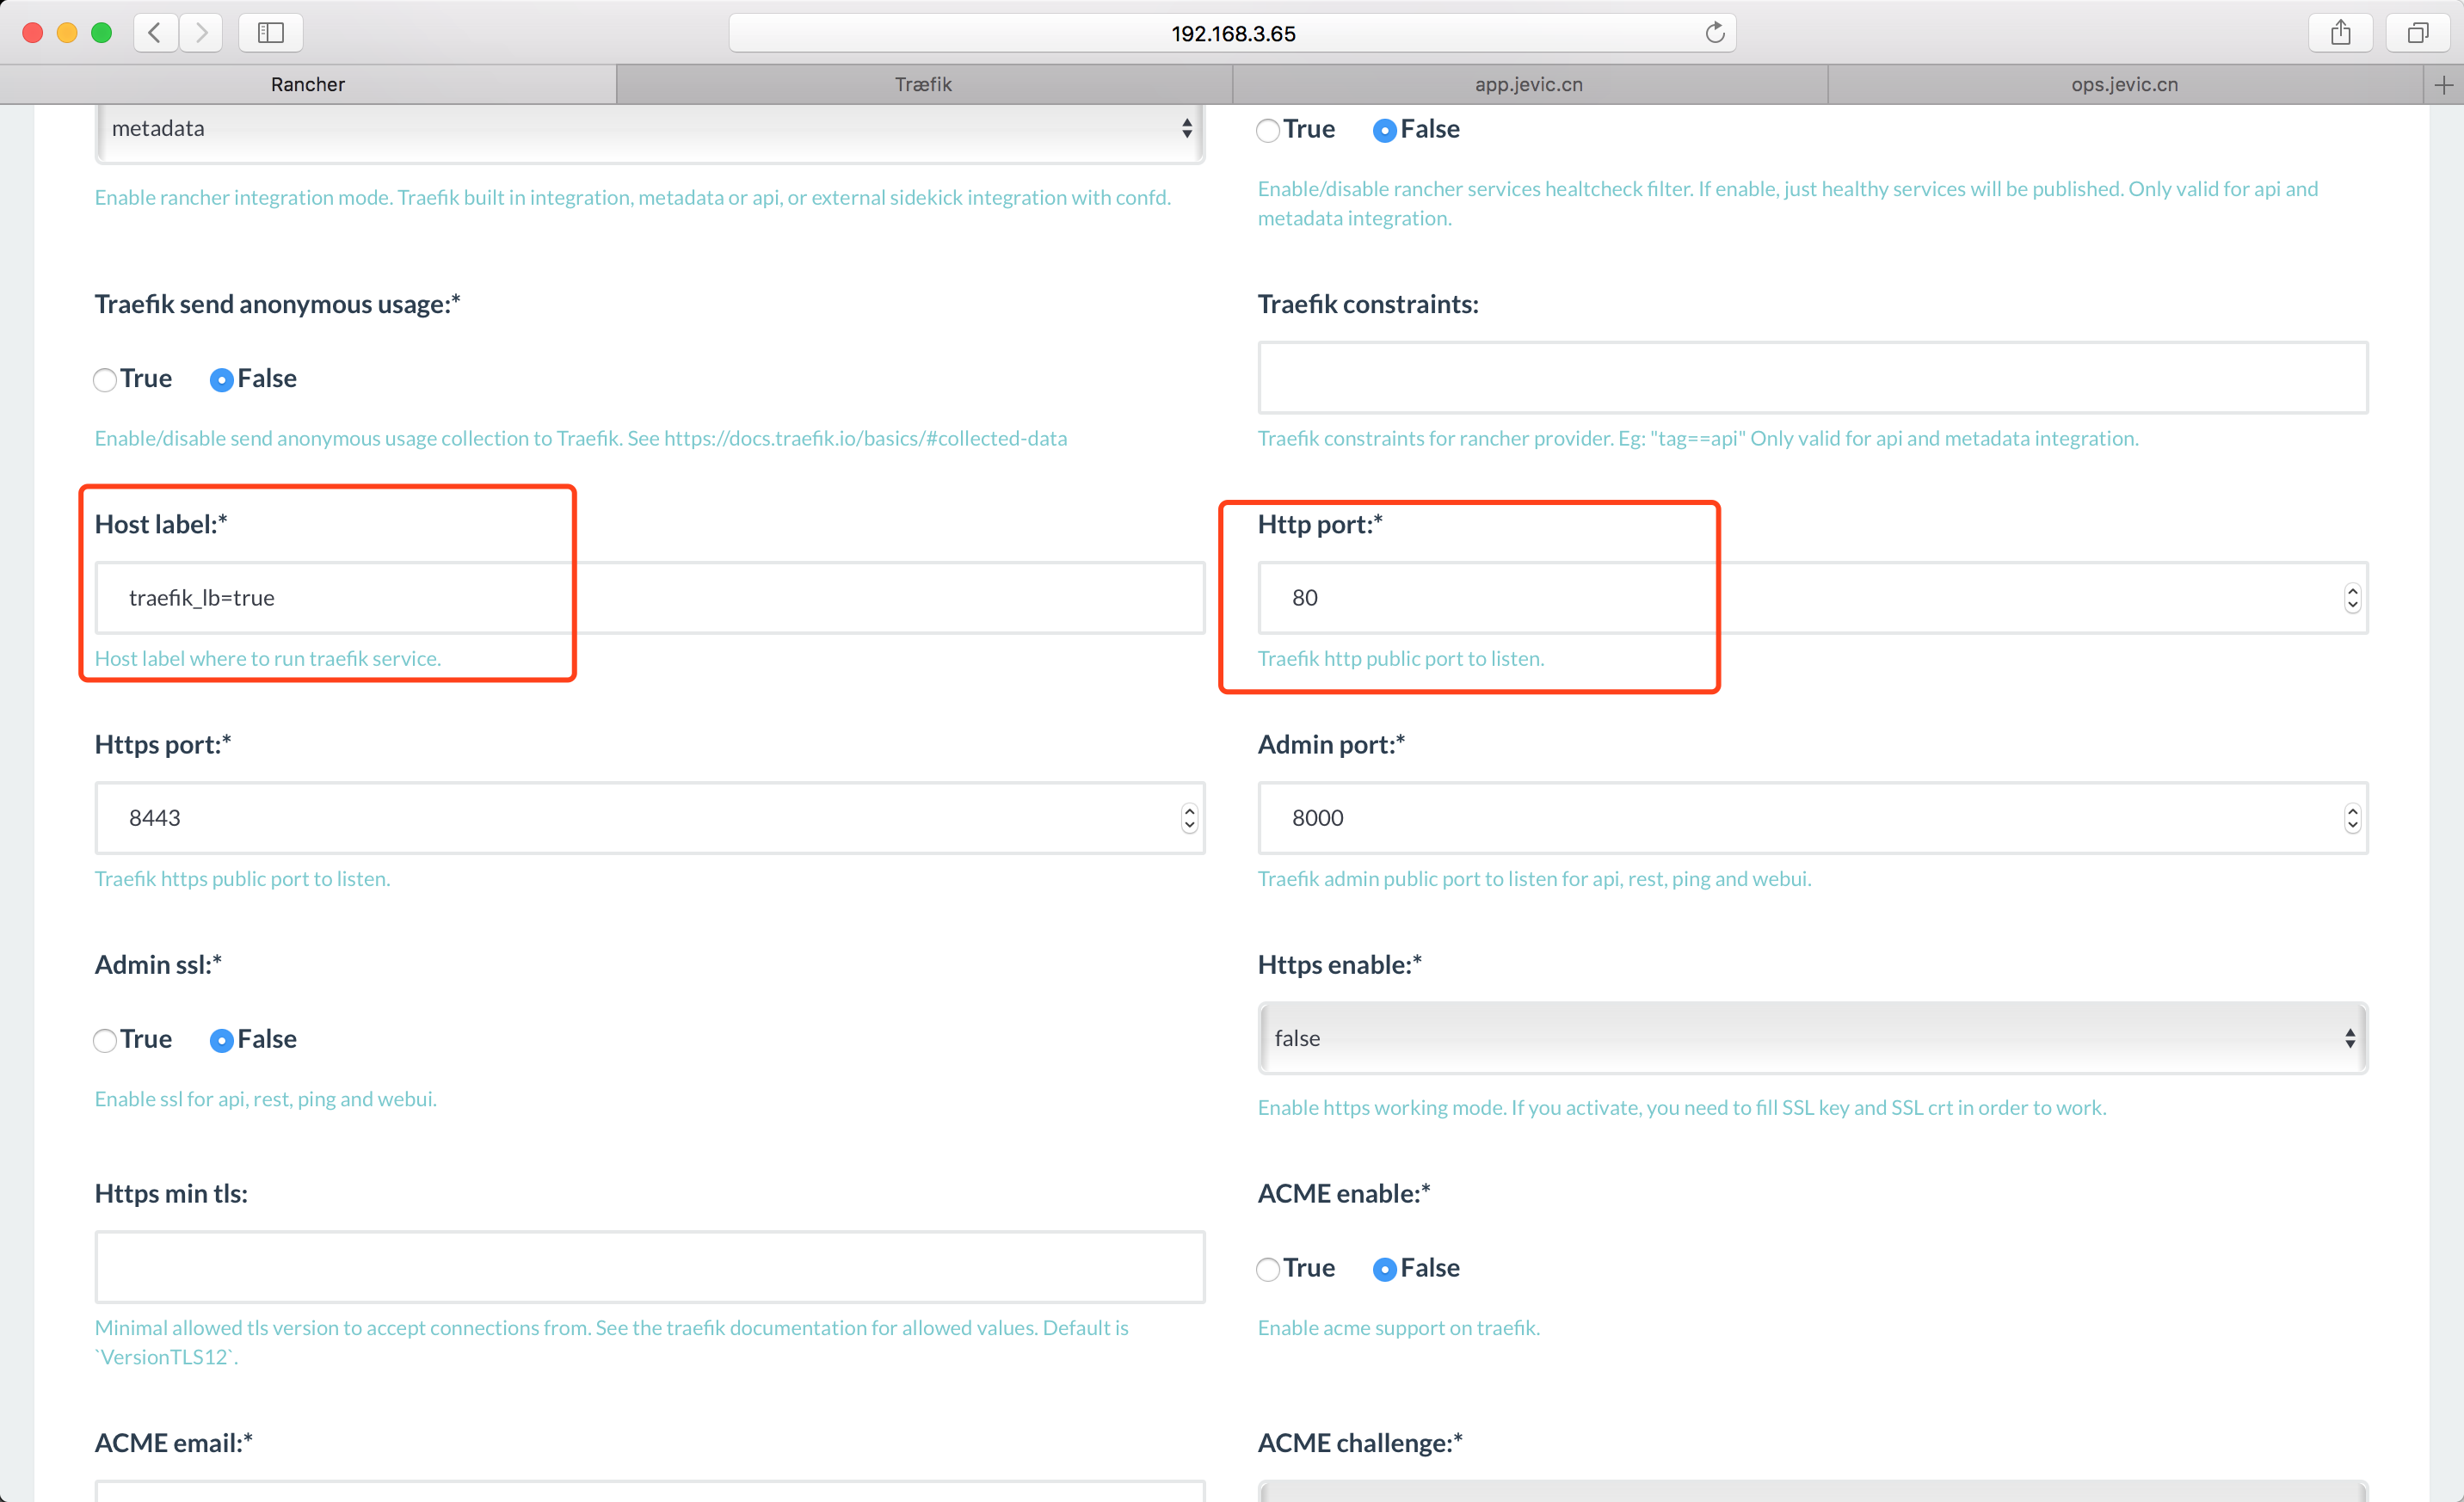 192.168.3.65
Rancher
Træfik
app.jevic.cn
ops.jevic.cn
metadata
True
False
Enable rancher integration mode. Traefik built in integration, metadata or api, or external sidekick integration with confd.
Enable/disable rancher services healtcheck filter. If enable, just healthy services will be published. Only valid for api and
metadata integration.
Traefik send anonymous usage:*
Traefik constraints:
True
False
Enable/disable send anonymous usage collection to Traefik. See https://docs.traefik.io/basics/#collected-data
Traefik constraints for rancher provider. Eg: "tag==api" Only valid for api and metadata integration.
Host label:*
Http port:*
traefik_lb=true
80
Host label where to run traefik service.
Traefik http public port to listen.
Https port:*
Admin port:*
8443
8000
Traefik https public port to listen.
Traefik admin public port to listen for api, rest, ping and webui.
Admin ssl:*
Https enable:*
True
False
false
Enable ssl for api, rest, ping and webui.
Enable https working mode. If you activate, you need to fill SSL key and SSL crt in order to work.
Https min tls:
ACME enable:*
True
False
Minimal allowed tls version to accept connections from. See the traefik documentation for allowed values. Default is
`VersionTLS12`.
Enable acme support on traefik.
ACME email:*
ACME challenge:*